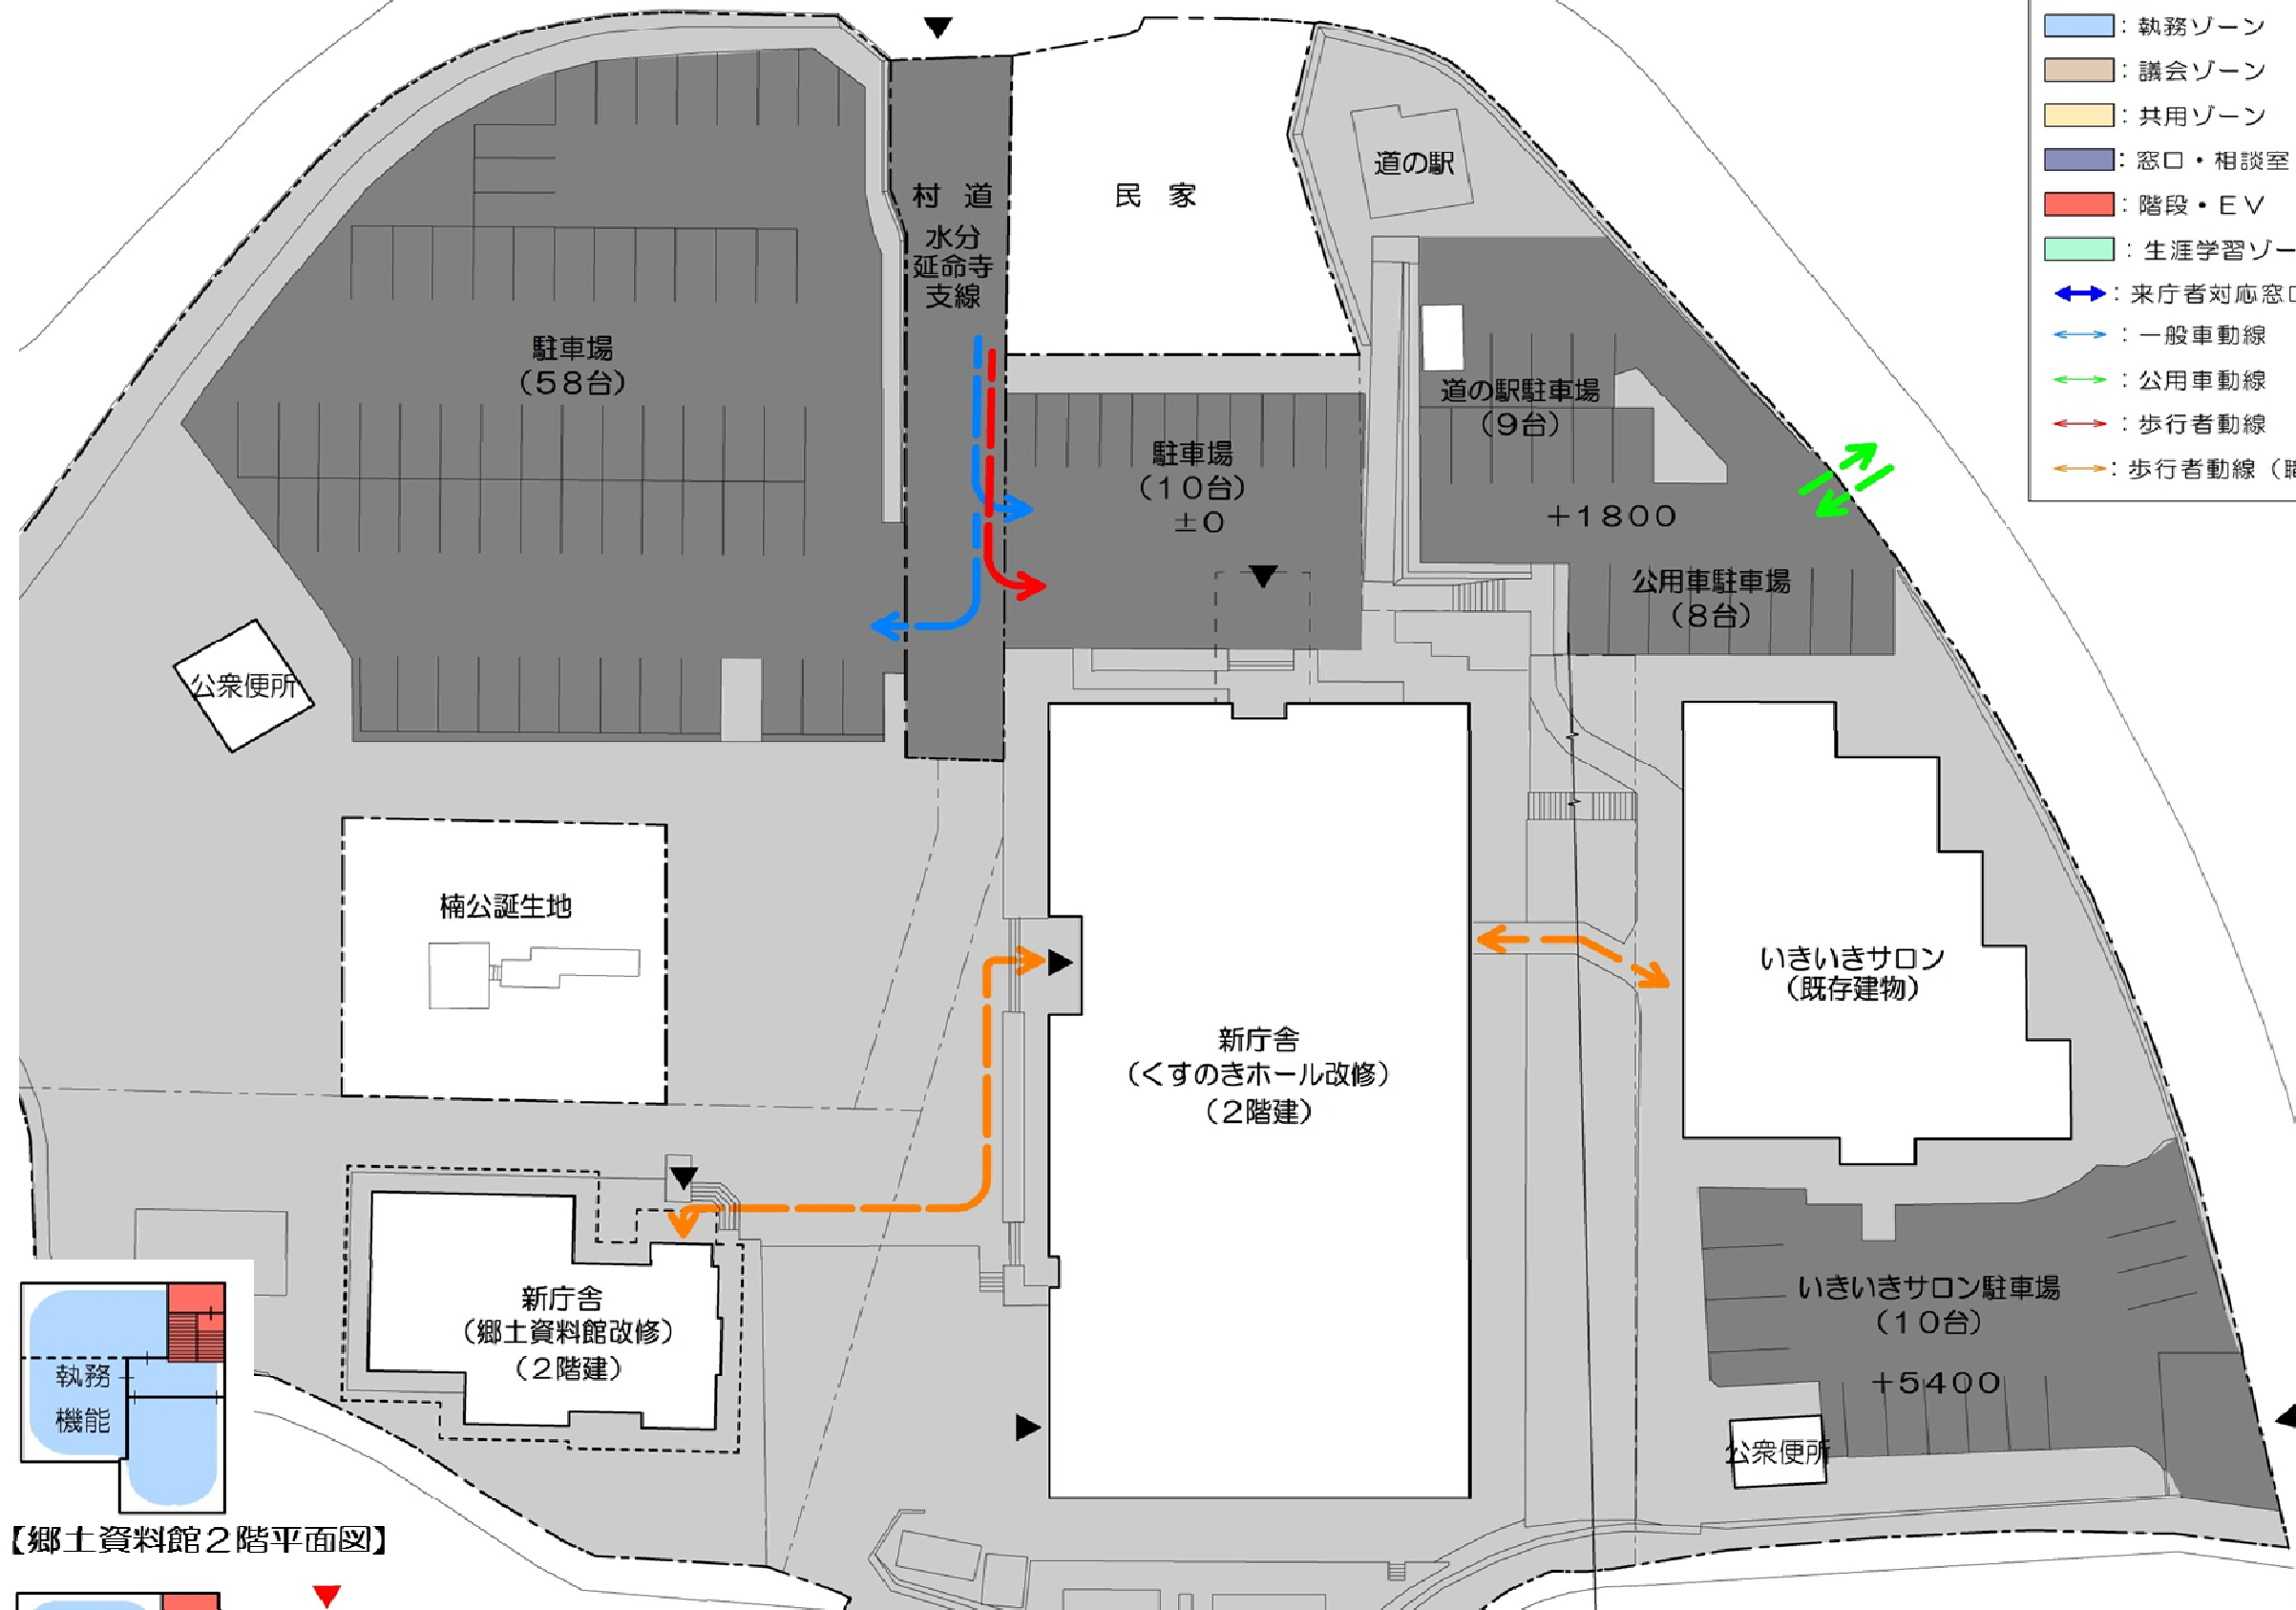 ：執務ゾーン
：議会ゾーン
：共用ゾーン
：窓口・相談室
：階段・ＥＶ
：生涯学習ゾー
：来庁者対応窓口
：一般車動線
：公用車動線
：歩行者動線
：歩行者動線（
道の駅
村 道
水分
延命寺
支線
民 家
駐車場
（５８台）
駐車場
（１０台）
±０
道の駅駐車場
（９台）
＋１８００
公用車駐車場
（８台）
公衆便所
楠公誕生地
いきいきサロン
（既存建物）
新庁舎
（くすのきホール改修）
（２階建）
新庁舎
（郷土資料館改修）
（２階建）
いきいきサロン駐車場
（１０台）
＋５４００
公衆便所
執務
機能
【郷土資料館２階平面図】